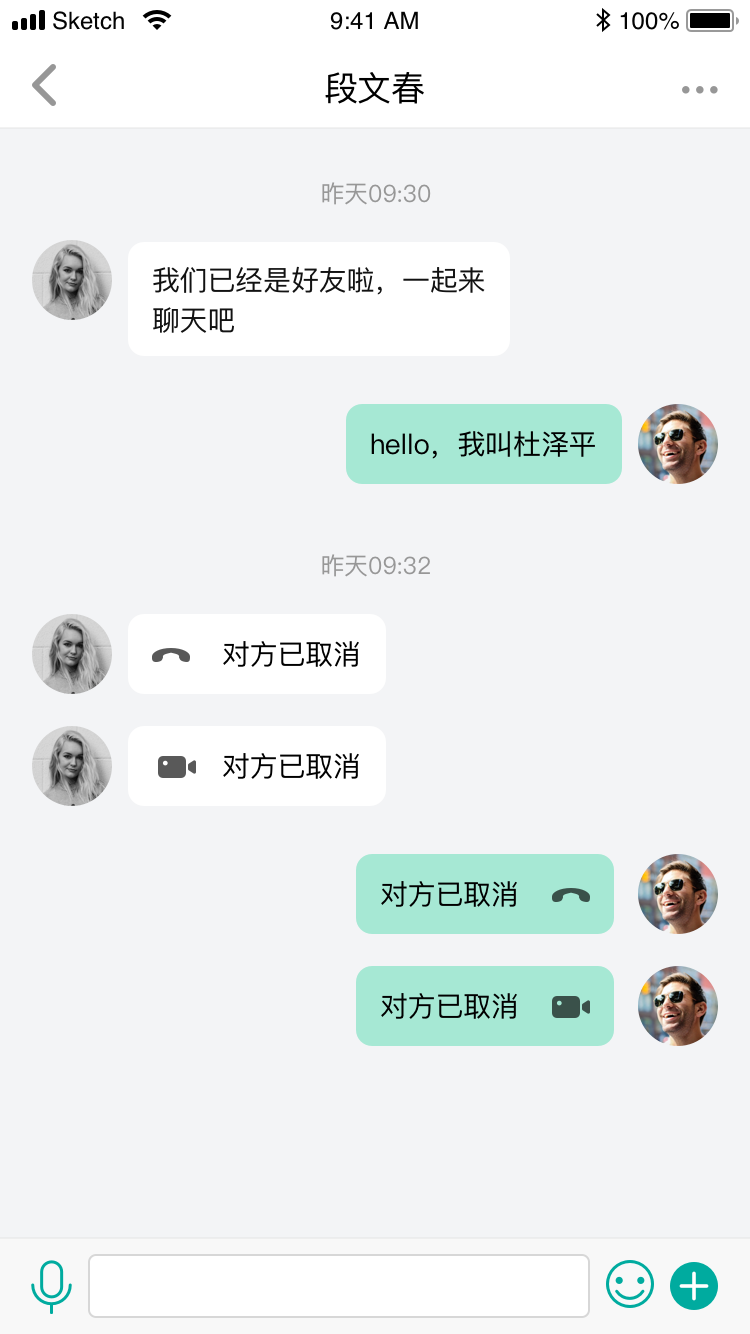 Sketch 9:41 AM 100%
段文春
昨天09:30
我们已经是好友啦，一起来
聊天吧
hello，我叫杜泽平
昨天09:32
对方已取消
对方已取消
对方已取消
对方已取消